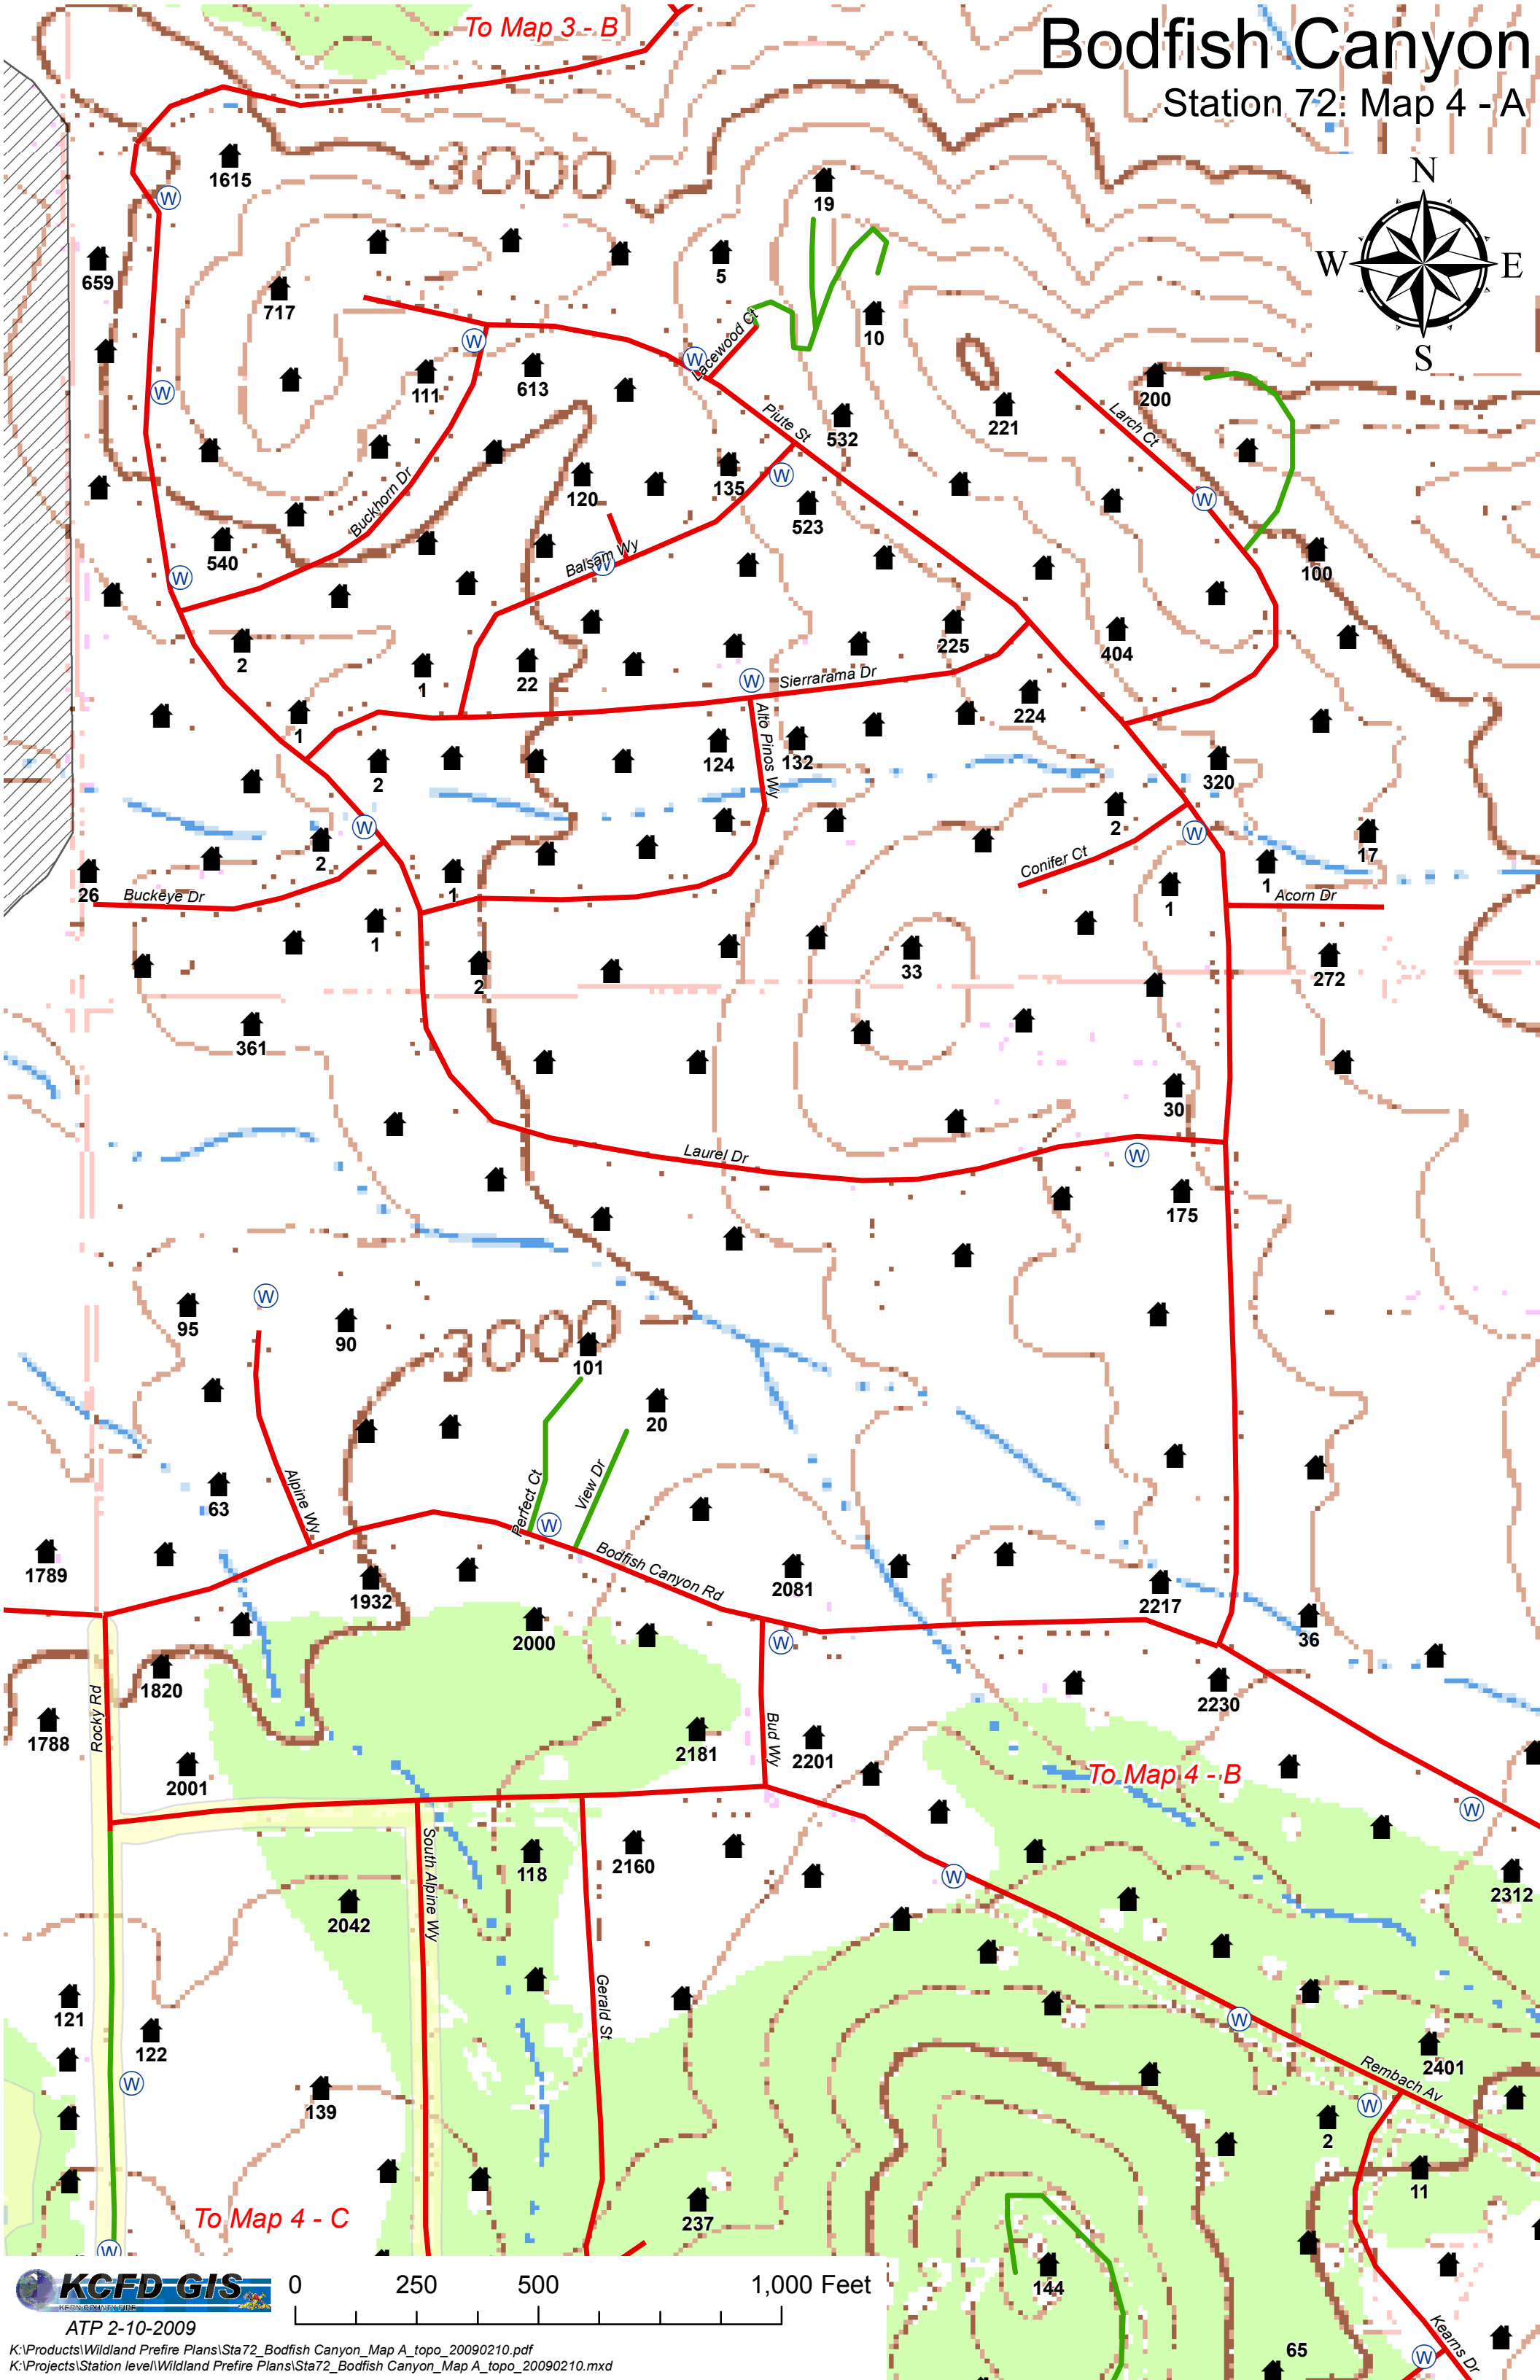 To Map 3 - B
Bodfish Canyon
Station 72: Map 4 - A
3000
N
W E
S
1615
W
19
659
5
717
10
W
W
Lacewood Ct
W
111
613
200
221
Larch Ct
Piute St
532
W
135
120
W
523
Buckhorn Dr
540
Balsam Wy
W
100
W
2
225
404
1
22
W
Sierrarama Dr
224
1
Alto Pinos Wy
124
132
2
320
2
W
W
17
2
Conifer Ct
1
26
Buckeye Dr
1
1
Acorn Dr
1
33
272
2
361
30
Laurel Dr
W
175
W
95
90
3000
101
20
Alpine Wy
Perfect Ct
View Dr
63
W
1789
Bodfish Canyon Rd
1932
2081
2217
2000
36
W
1820
2230
Rocky Rd
1788
2181
Bud Wy
2201
2001
To Map 4 - B
W
South Alpine Wy
118
2160
W
2312
2042
Gerald St
121
122
W
2401
Rembach Av
W
139
W
2
11
To Map 4 - C
237
W
144
KCFD GIS
KERN COUNTY FIRE
0 250 500 1,000 Feet
ATP 2-10-2009
Kearns Dr
65
W
K:\Products\Wildland Prefire Plans\Sta72_Bodfish Canyon_Map A_topo_20090210.pdf
K:\Projects\Station level\Wildland Prefire Plans\Sta72_Bodfish Canyon_Map A_topo_20090210.mxd